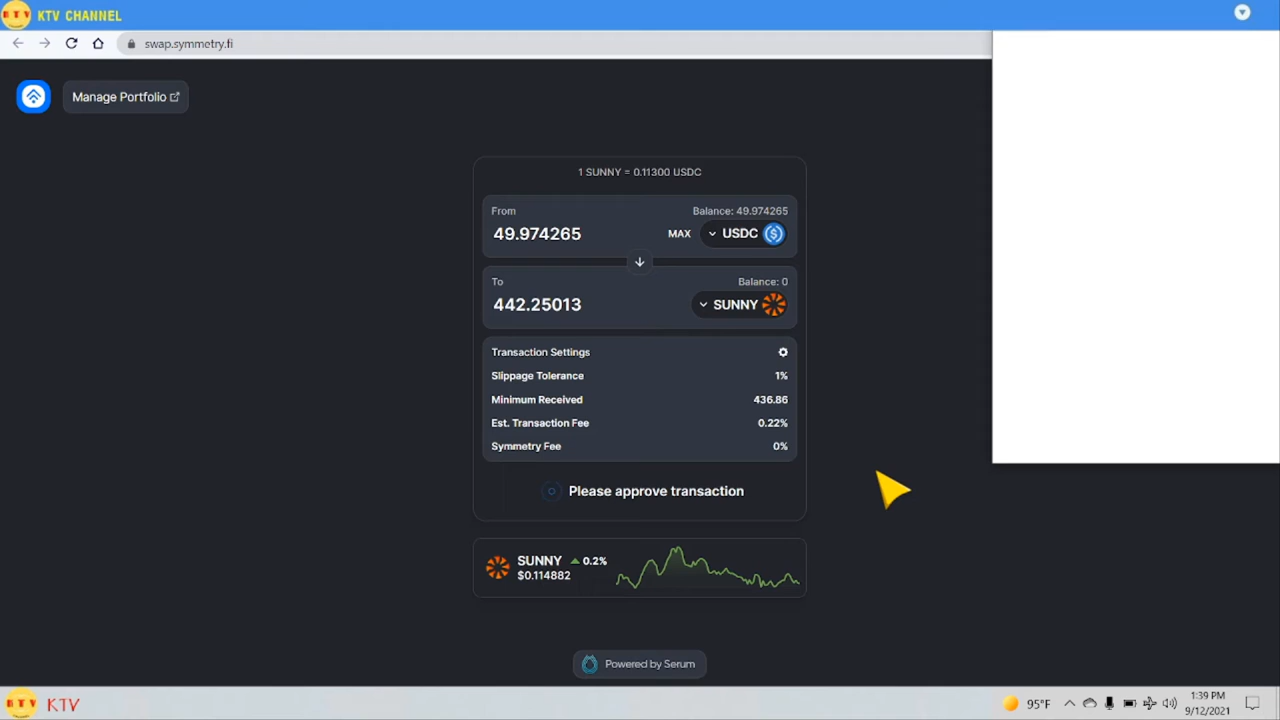 KTV KTV CHANNEL
swap.symmetry.fi
Manage Portfolio
1 SUNNY = 0.11300 USDC
From Balance: 49.974265
49.974265 MAX USDC
To Balance: 0
442.25013 SUNNY
Transaction Settings
Slippage Tolerance 1%
Minimum Received 436.86
Est. Transaction Fee 0.22%
Symmetry Fee 0%
Please approve transaction
SUNNY 0.2%
$0.114882
Powered by Serum
KTV KTV 95°F 1:39 PM
9/12/2021